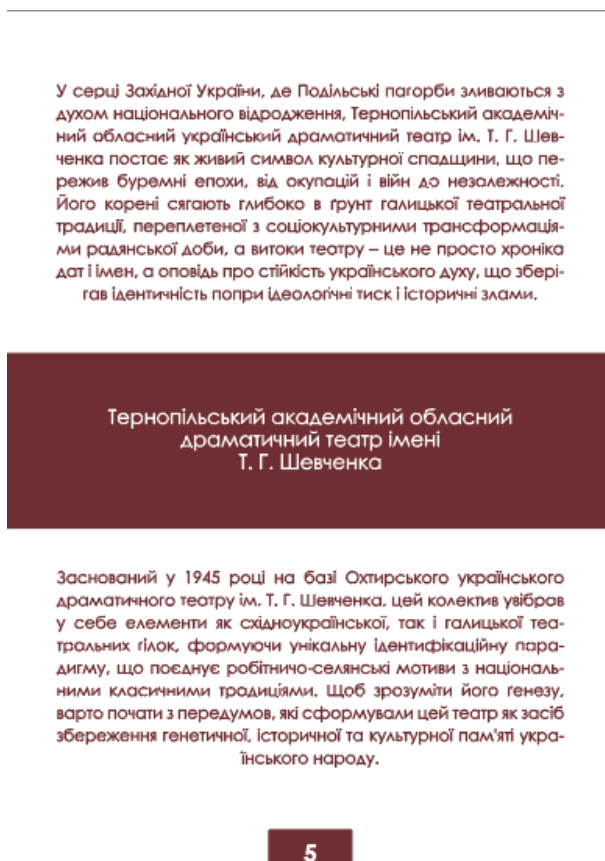 У серці Західної України, де Подільські пагорби зливаються з
духом національного відродження, Тернопільський академіч-
ний обласний український драматичний театр ім. Т. Г. Шев-
ченка постає як живий символ культурної спадщини, що пе-
режив буремні епохи, від окупацій і війн до незалежності.
Його корені сягають глибоко в ґрунт галицької театральної
традиції, переплетеної з соціокультурними трансформація-
ми радянської доби, а витоки театру – це не просто хроніка
дат і імен, а оповідь про стійкість українського духу, що збері-
гав ідентичність попри ідеологічні тиск і історичні злами.
Тернопільський академічний обласний
драматичний театр імені
Т. Г. Шевченка
Заснований у 1945 році на базі Охтирського українського
драматичного театру ім. Т. Г. Шевченка, цей колектив увібрав
у себе елементи як східноукраїнської, так і галицької теа-
тральних гілок, формуючи унікальну ідентифікаційну пара-
дигму, що поєднує робітничо-селянські мотиви з національ-
ними класичними традиціями. Щоб зрозуміти його ґенезу,
варто почати з передумов, які сформували цей театр як засіб
збереження генетичної, історичної та культурної пам'яті укра-
їнського народу.
5